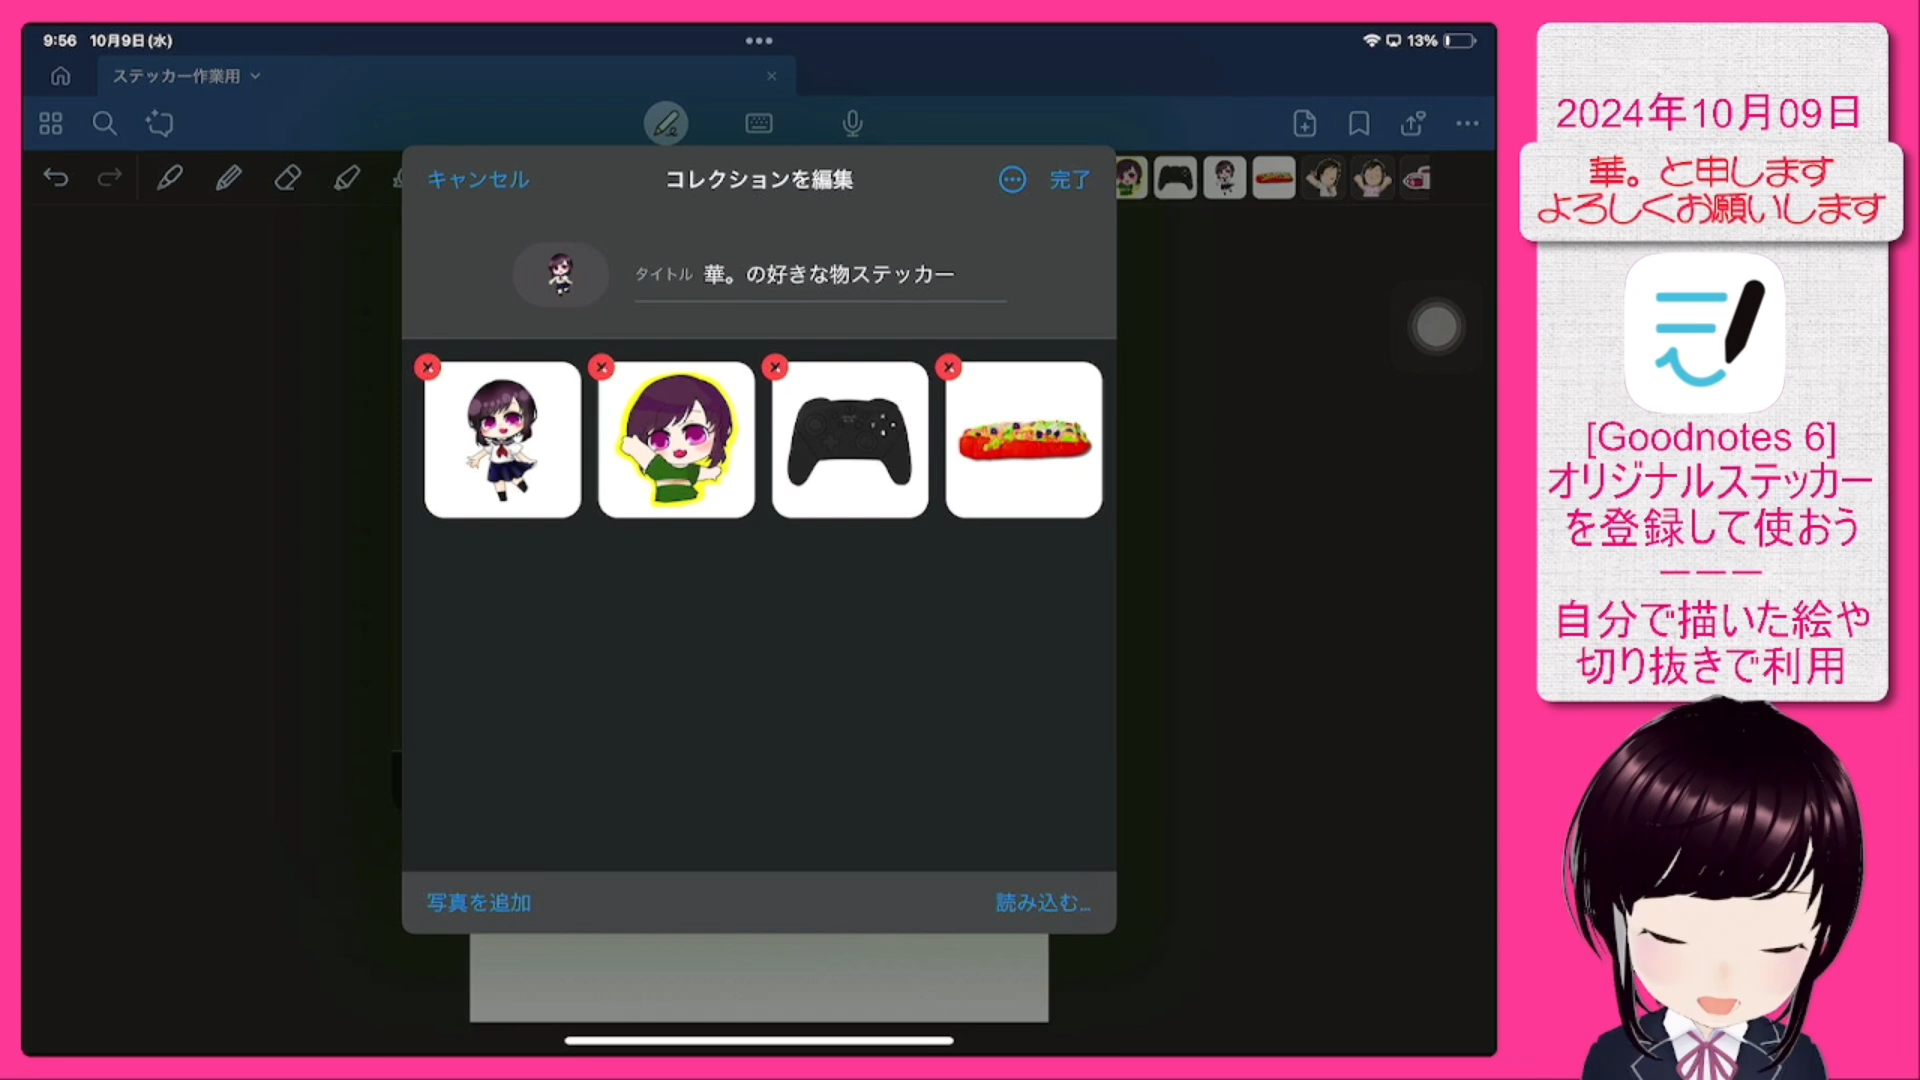 9:56 10月9日(水)
13%
ステッカー作業用
キャンセル
コレクションを編集
完了
タイトル 華。の好きな物ステッカー
写真を追加
読み込む...
2024年10月09日
華。と申します
よろしくお願いします
[Goodnotes 6]
オリジナルステッカー
を登録して使おう
ーーー
自分で描いた絵や
切り抜きで利用